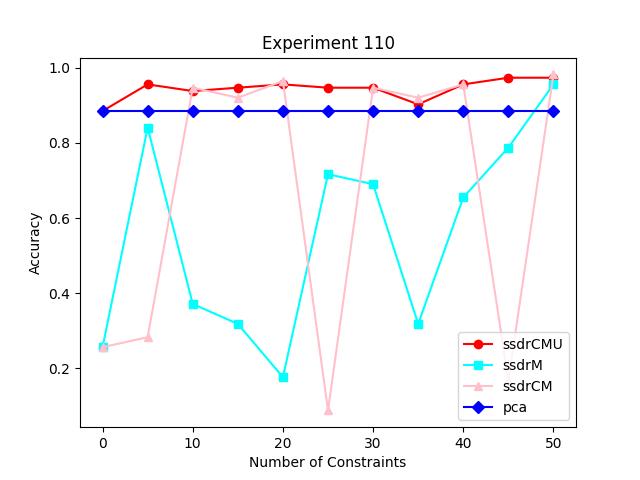 Experiment 110
Accuracy
1.0
0.8
0.6
0.4
0.2
0
10
20
30
40
50
Number of Constraints
ssdrCMU
ssdrM
ssdrCM
pca